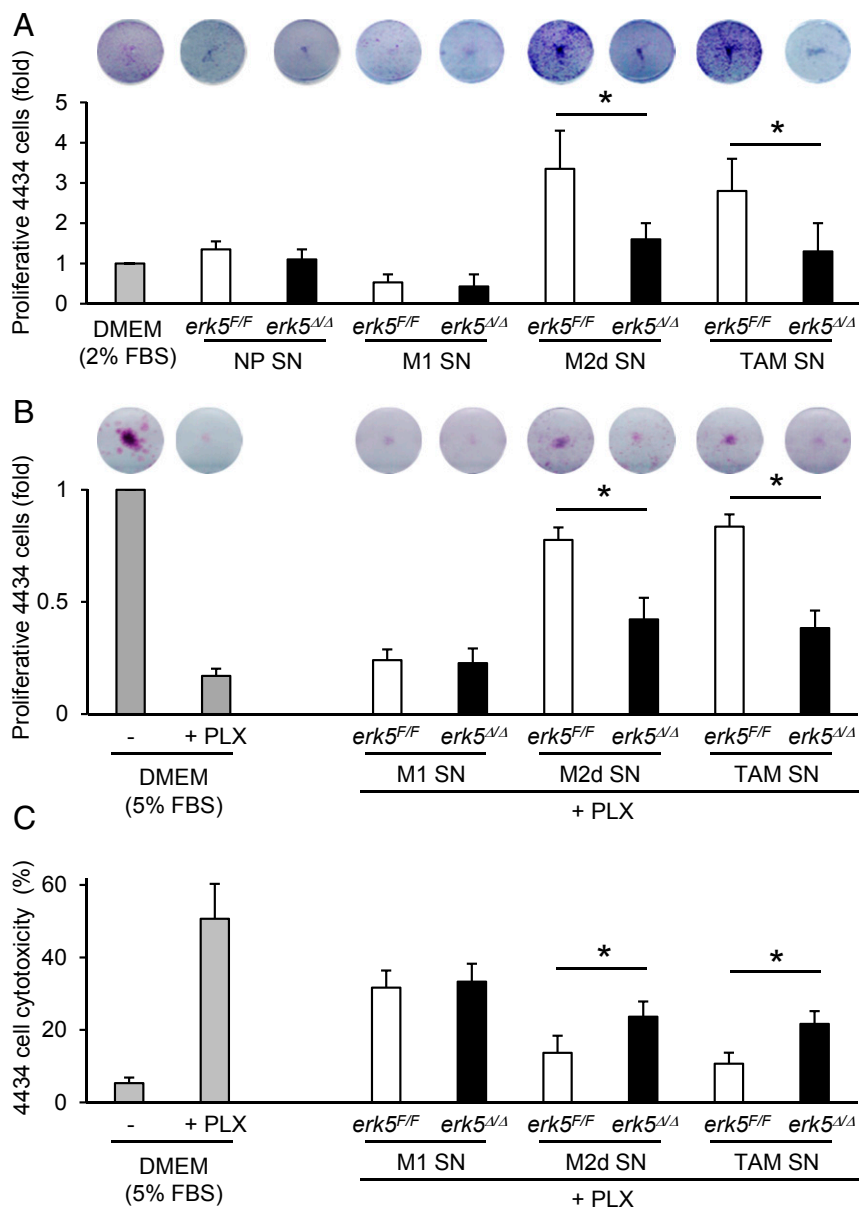 A
Proliferative 4434 cells (fold)
5
4
3
2
1
0
*
*
DMEM
(2% FBS)
erk5F/F erk5Δ/Δ erk5F/F erk5Δ/Δ erk5F/F erk5Δ/Δ erk5F/F erk5Δ/Δ
NP SN M1 SN M2d SN TAM SN
B
Proliferative 4434 cells (fold)
1
0.5
0
*
*
- + PLX erk5F/F erk5Δ/Δ erk5F/F erk5Δ/Δ erk5F/F erk5Δ/Δ
DMEM
(5% FBS)
M1 SN M2d SN TAM SN
+ PLX
C
4434 cell cytotoxicity (%)
60
40
20
0
*
*
- + PLX erk5F/F erk5Δ/Δ erk5F/F erk5Δ/Δ erk5F/F erk5Δ/Δ
DMEM
(5% FBS)
M1 SN M2d SN TAM SN
+ PLX